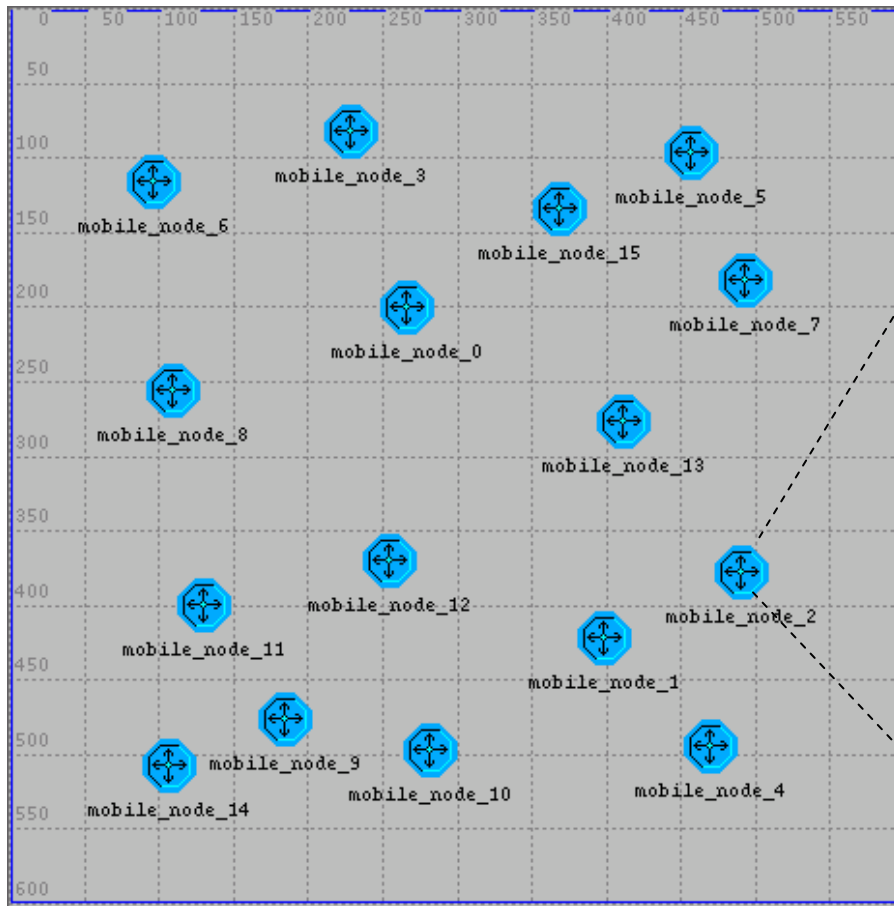 0 50 100 150 200 250 300 350 400 450 500 550
50
100
mobile_node_3
mobile_node_5
mobile_node_6
150
mobile_node_15
200
mobile_node_7
mobile_node_0
250
mobile_node_8
300
mobile_node_13
350
mobile_node_12
400
mobile_node_2
mobile_node_11
450
mobile_node_1
500
mobile_node_9
mobile_node_4
mobile_node_10
mobile_node_14
550
600